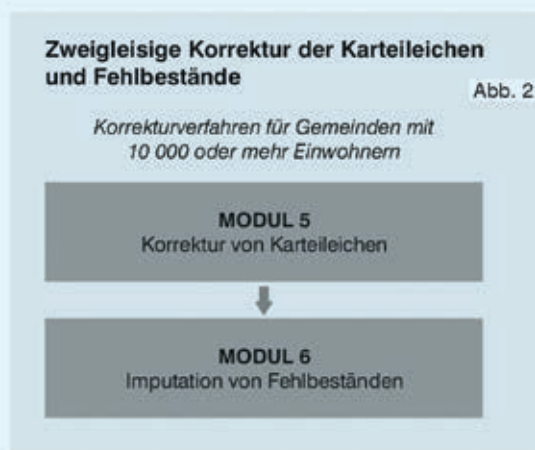 Zweigleisige Korrektur der Karteileichen
und Fehlbestände
Abb. 2
Korrekturverfahren für Gemeinden mit
10 000 oder mehr Einwohnern
MODUL 5
Korrektur von Karteileichen
MODUL 6
Imputation von Fehlbeständen